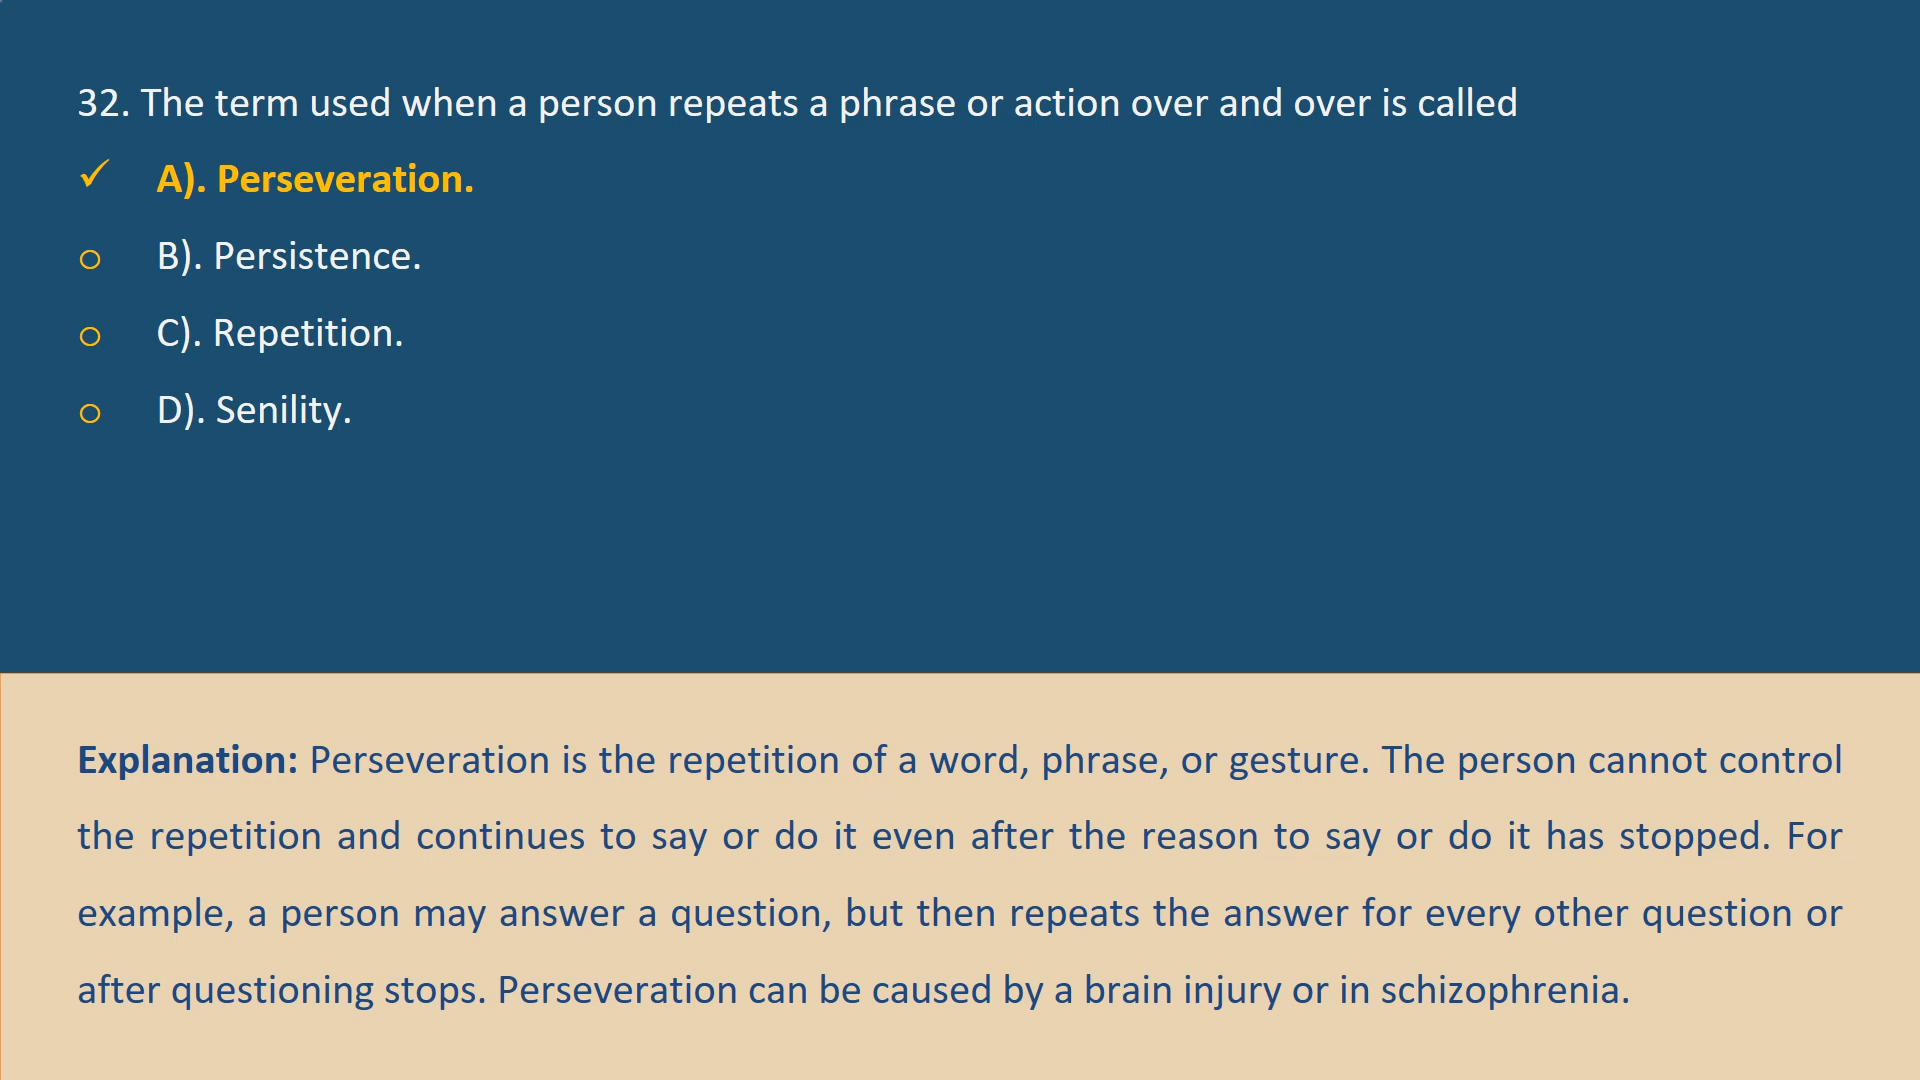 32. The term used when a person repeats a phrase or action over and over is called
✓ A). Perseveration.
o B). Persistence.
o C). Repetition.
o D). Senility.
Explanation: Perseveration is the repetition of a word, phrase, or gesture. The person cannot control
the repetition and continues to say or do it even after the reason to say or do it has stopped. For
example, a person may answer a question, but then repeats the answer for every other question or
after questioning stops. Perseveration can be caused by a brain injury or in schizophrenia.